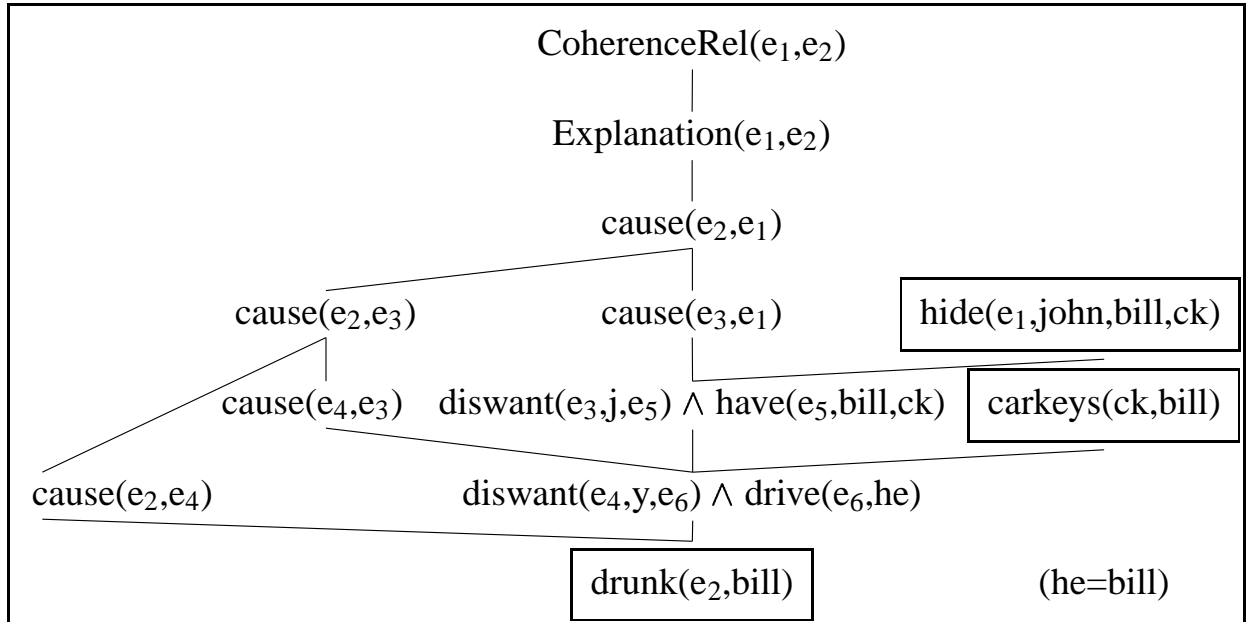 CoherenceRel(e₁,e₂)
Explanation(e₁,e₂)
cause(e₂,e₁)
cause(e₂,e₃) cause(e₃,e₁) hide(e₁,john,bill,ck)
cause(e₄,e₃) diswant(e₃,j,e₅) ∧ have(e₅,bill,ck) carkeys(ck,bill)
cause(e₂,e₄) diswant(e₄,y,e₆) ∧ drive(e₆,he)
drunk(e₂,bill) (he=bill)